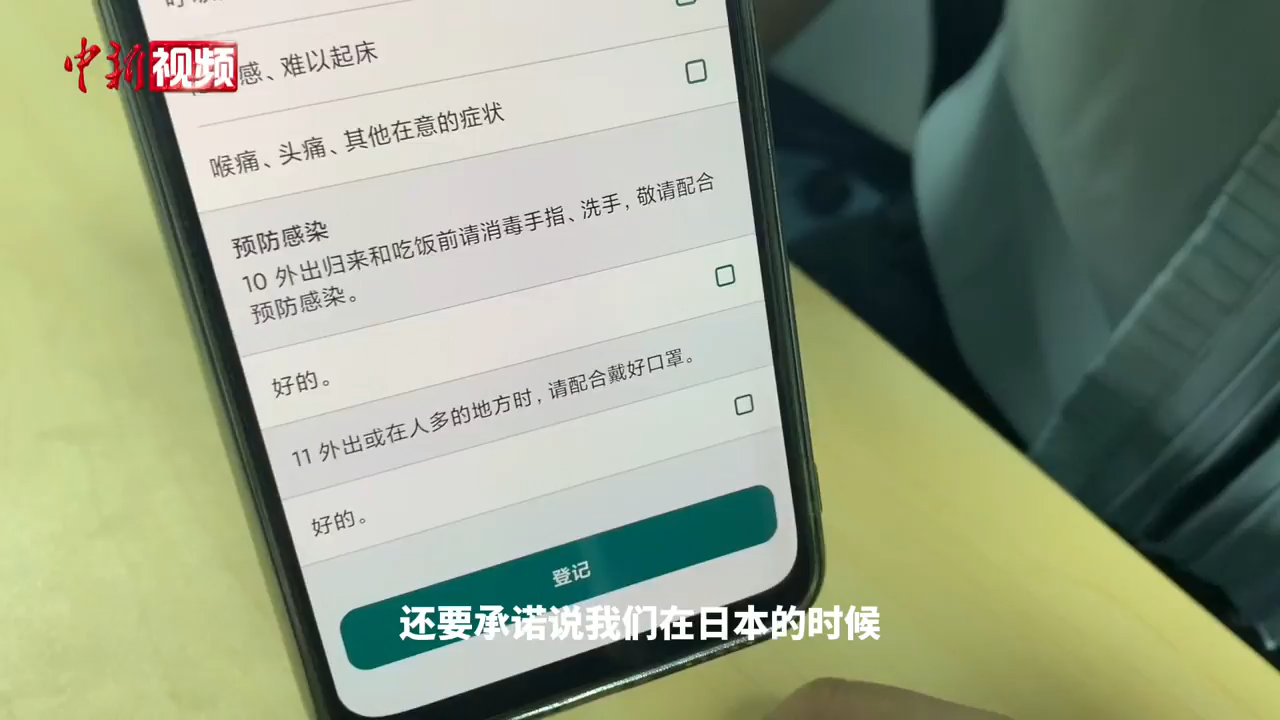 中新视频
感、难以起床
喉痛、头痛、其他在意的症状
预防感染
10 外出归来和吃饭前请消毒手指、洗手，敬请配合
预防感染。
好的。
11 外出或在人多的地方时，请配合戴好口罩。
好的。
登记
还要承诺说我们在日本的时候